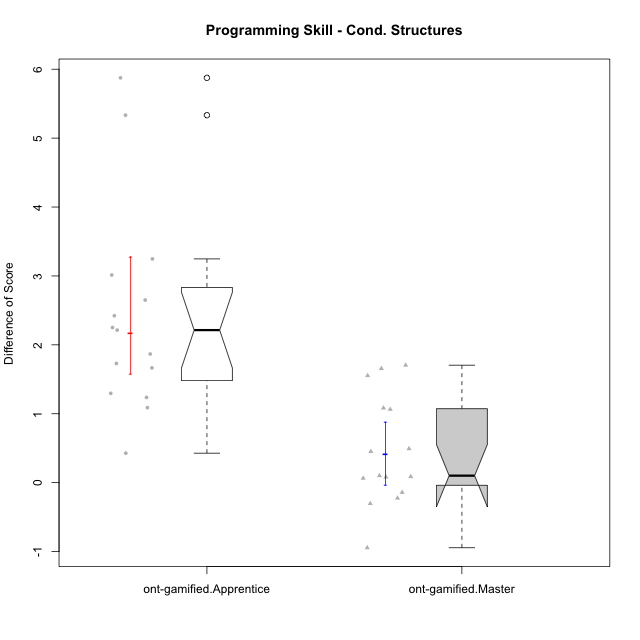 Programming Skill - Cond. Structures
Difference of Score
6
5
4
3
2
1
0
-1
ont-gamified.Apprentice
ont-gamified.Master